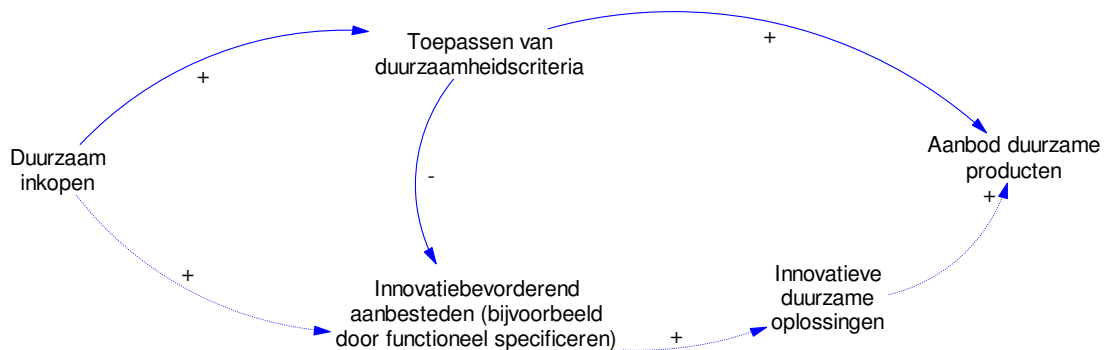 Toepassen van
duurzaamheidscriteria
+
+
Duurzaam
inkopen
Aanbod duurzame
producten
+
-
+
Innovatiebevorderend
aanbesteden (bijvoorbeeld
door functioneel specificeren)
+
Innovatieve
duurzame
oplossingen